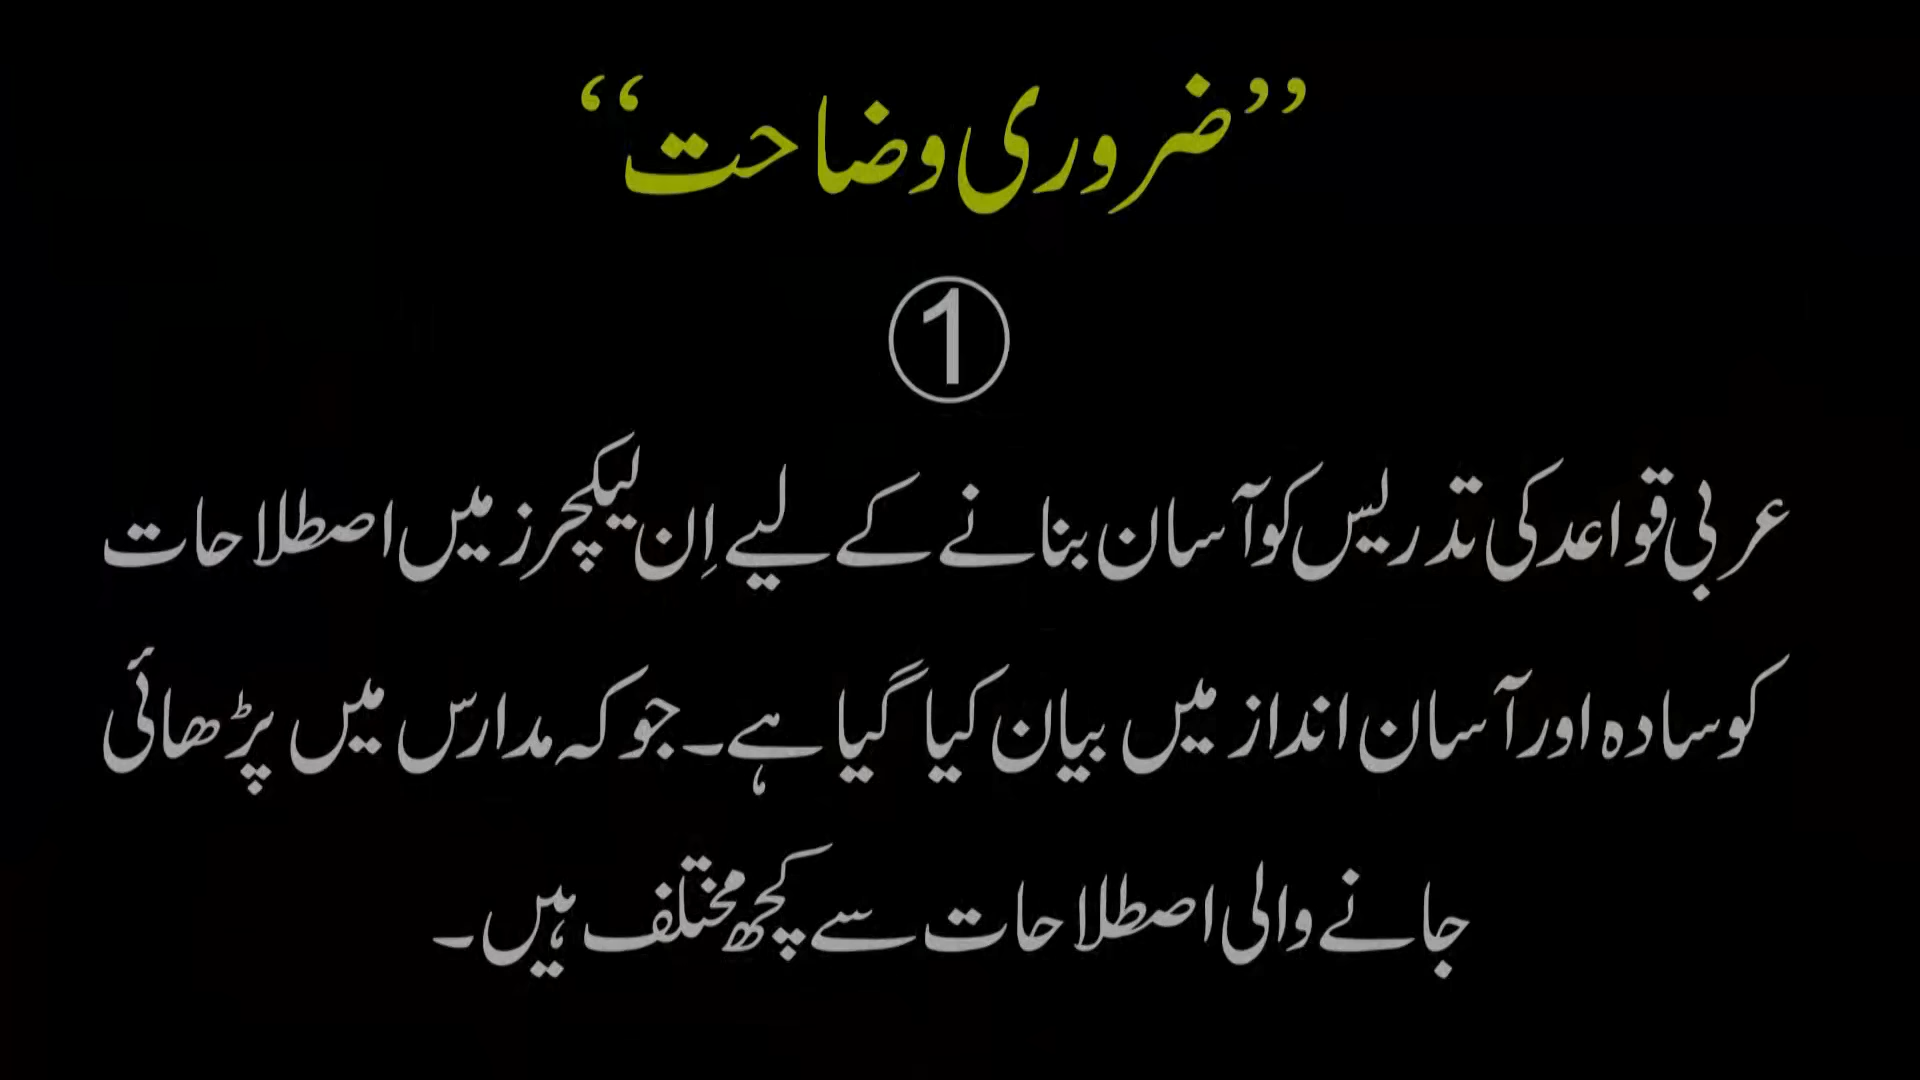 ”ضروری وضاحت“
①
عربی قواعد کی تدریس کو آسان بنانے کے لیے اِن لیکچرز میں اصطلاحات
کو سادہ اور آسان انداز میں بیان کیا گیا ہے۔ جو کہ مدارس میں پڑھائی
جانے والی اصطلاحات سے کچھ مختلف ہیں۔